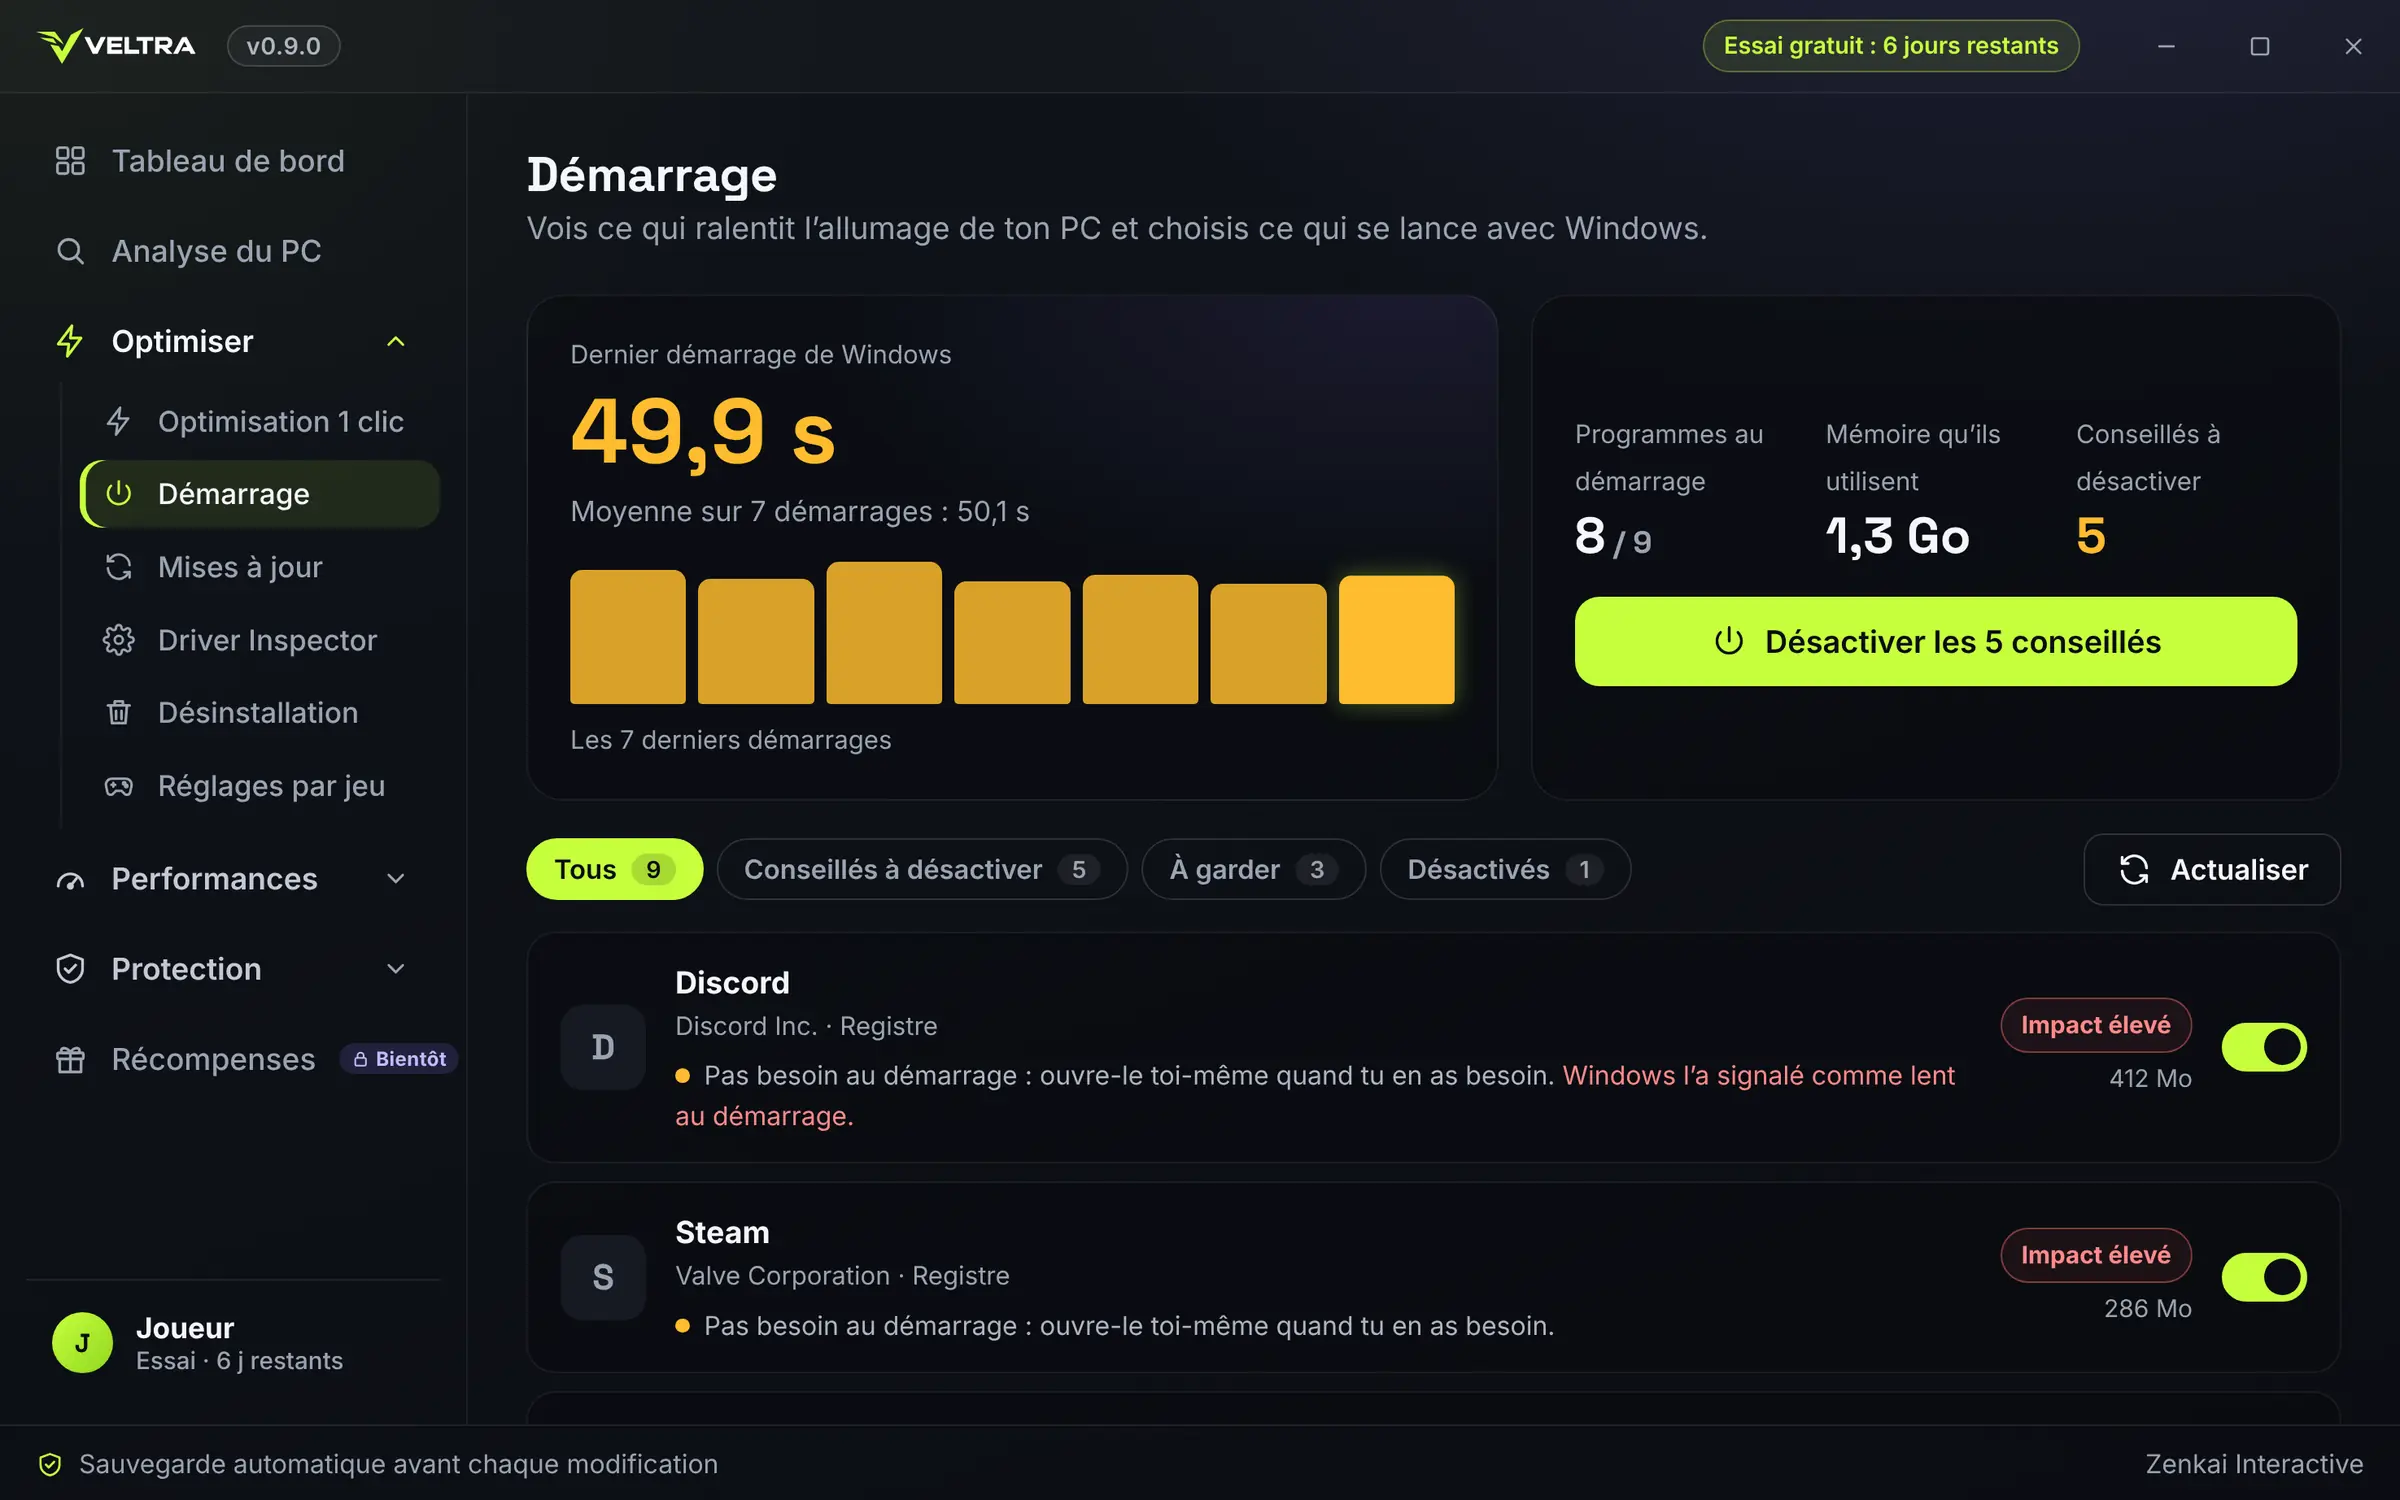 VELTRA
v0.9.0
Essai gratuit : 6 jours restants
Tableau de bord
Analyse du PC
Optimiser
Optimisation 1 clic
Démarrage
Mises à jour
Driver Inspector
Désinstallation
Réglages par jeu
Performances
Protection
Récompenses
Bientôt
J
Joueur
Essai · 6 j restants
Démarrage
Vois ce qui ralentit l’allumage de ton PC et choisis ce qui se lance avec Windows.
Dernier démarrage de Windows
49,9 s
Moyenne sur 7 démarrages : 50,1 s
Les 7 derniers démarrages
Programmes au
démarrage
8 / 9
Mémoire qu’ils
utilisent
1,3 Go
Conseillés à
désactiver
5
Désactiver les 5 conseillés
Tous 9
Conseillés à désactiver 5
À garder 3
Désactivés 1
Actualiser
D
Discord
Discord Inc. · Registre
Pas besoin au démarrage : ouvre-le toi-même quand tu en as besoin. Windows l’a signalé comme lent
au démarrage.
Impact élevé
412 Mo
S
Steam
Valve Corporation · Registre
Pas besoin au démarrage : ouvre-le toi-même quand tu en as besoin.
Impact élevé
286 Mo
Sauvegarde automatique avant chaque modification
Zenkai Interactive